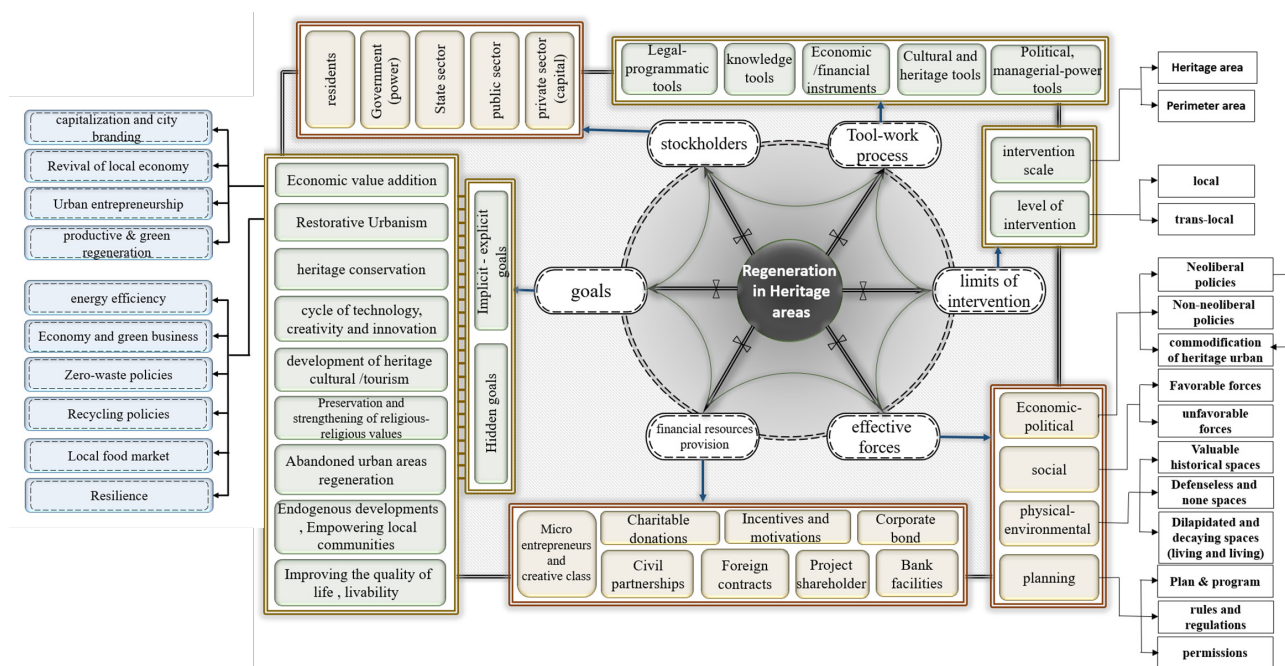 residents
Government
(power)
State sector
public sector
private sector
(capital)
Legal-
programmatic
tools
knowledge
tools
Economic
/financial
instruments
Cultural and
heritage tools
Political,
managerial-power
tools
Heritage area
Perimeter area
intervention
scale
level of
intervention
local
trans-local
stockholders
Tool-work
process
goals
Regeneration
in Heritage
areas
limits of
intervention
financial resources
provision
effective
forces
capitalization and city
branding
Revival of local economy
Urban entrepreneurship
productive & green
regeneration
energy efficiency
Economy and green business
Zero-waste policies
Recycling policies
Local food market
Resilience
Economic value addition
Restorative Urbanism
heritage conservation
cycle of technology,
creativity and innovation
development of heritage
cultural /tourism
Preservation and
strengthening of religious-
religious values
Abandoned urban areas
regeneration
Endogenous developments
, Empowering local
communities
Improving the quality of
life , livability
Implicit - explicit
goals
Hidden goals
Micro
entrepreneurs
and
creative class
Charitable
donations
Incentives and
motivations
Corporate
bond
Civil
partnerships
Foreign
contracts
Project
shareholder
Bank
facilities
Economic-
political
social
physical-
environmental
planning
Neoliberal
policies
Non-neoliberal
policies
commodification
of heritage urban
Favorable forces
unfavorable
forces
Valuable
historical spaces
Defenseless and
none spaces
Dilapidated and
decaying spaces
(living and living)
Plan & program
rules and
regulations
permissions